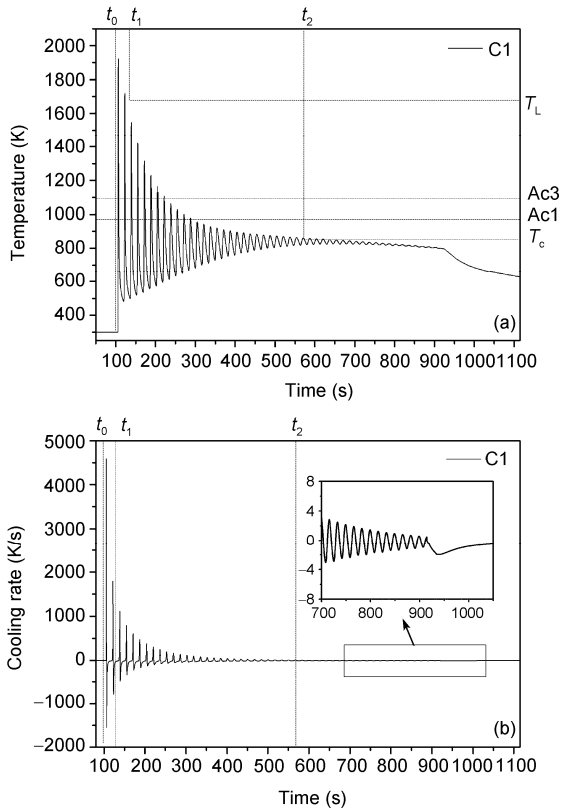 t0 t1 t2
2000
1800
1600
1400
1200
1000
800
600
400
Temperature (K)
C1
TL
Ac3
Ac1
Tc
(a)
100 200 300 400 500 600 700 800 900 1000 1100
Time (s)
t0 t1 t2
5000
4000
3000
2000
1000
0
−1000
−2000
Cooling rate (K/s)
C1
8
4
0
−4
−8
700 800 900 1000
(b)
100 200 300 400 500 600 700 800 900 1000 1100
Time (s)